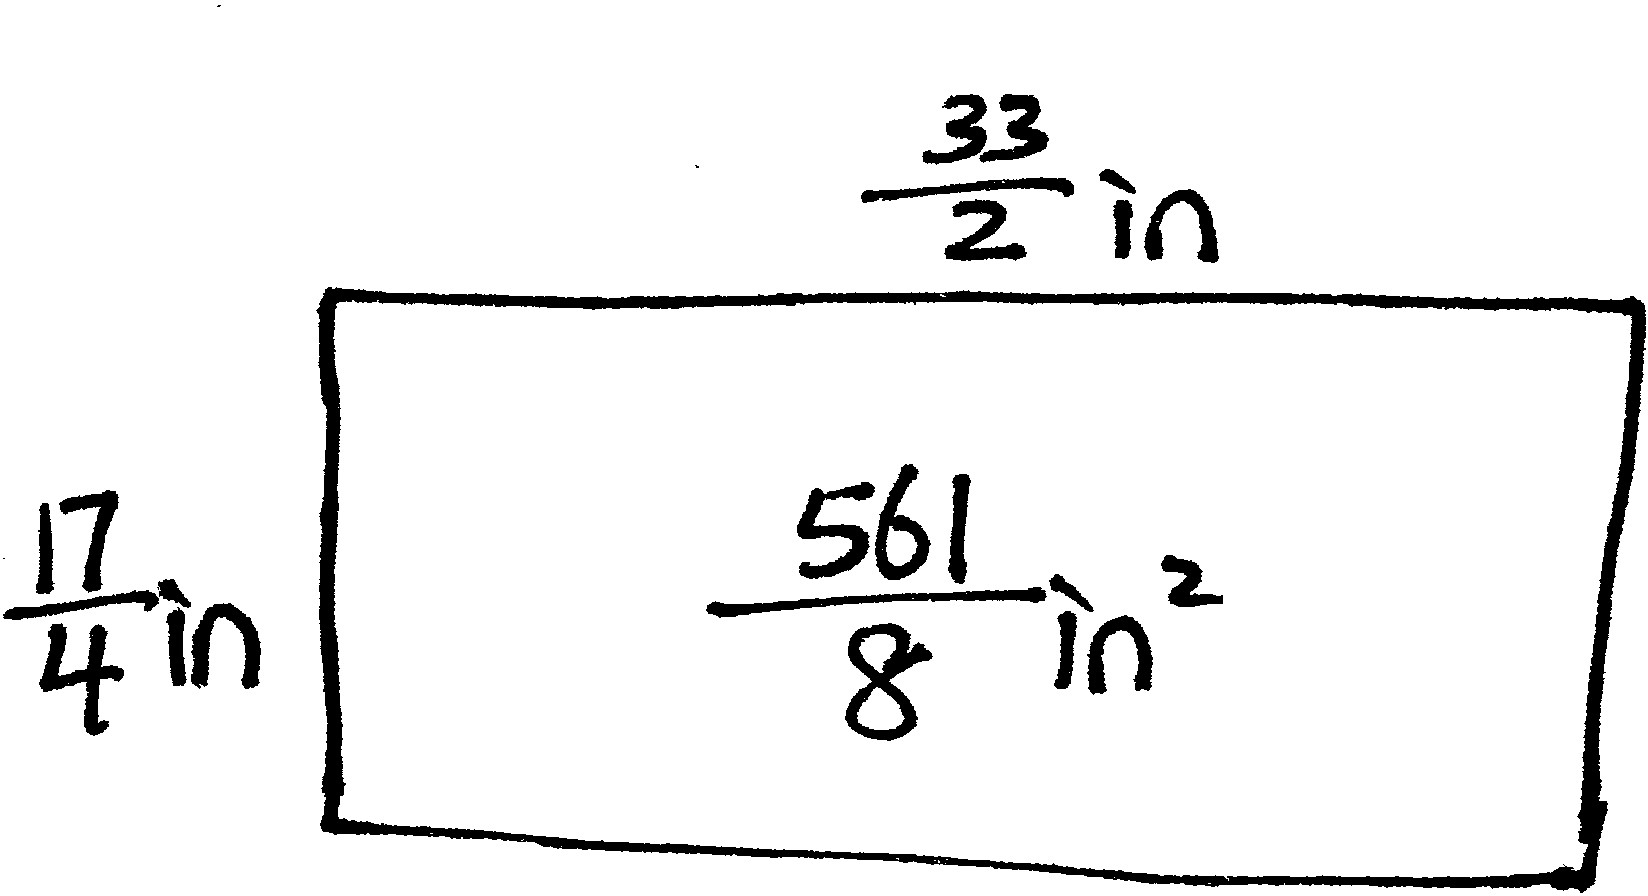 33/2 in
17/4 in
561/8 in²